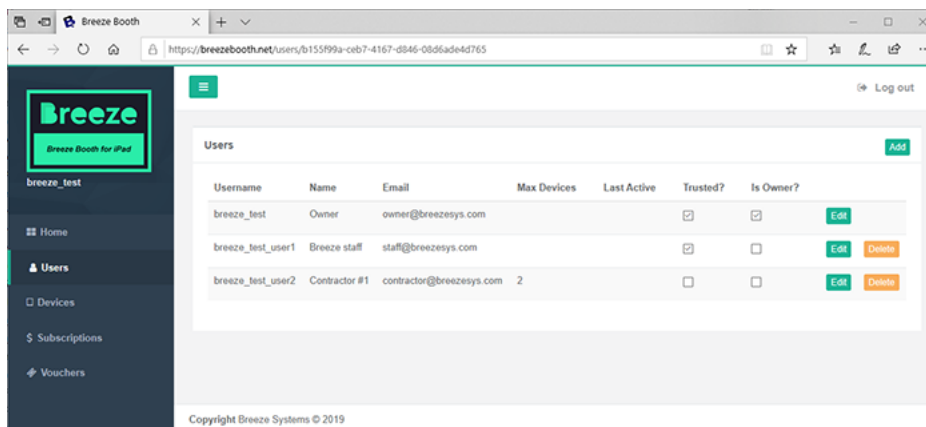 Breeze Booth
https://breezebooth.net/users/b155f99a-ceb7-4167-d846-08d6ade4d765
Breeze
Breeze Booth for iPad
breeze_test
Home
Users
Devices
$ Subscriptions
Vouchers
Log out
Users
Add
Username Name Email Max Devices Last Active Trusted? Is Owner?
breeze_test Owner owner@breezesys.com Edit
breeze_test_user1 Breeze staff staff@breezesys.com Edit Delete
breeze_test_user2 Contractor #1 contractor@breezesys.com 2 Edit Delete
Copyright Breeze Systems © 2019